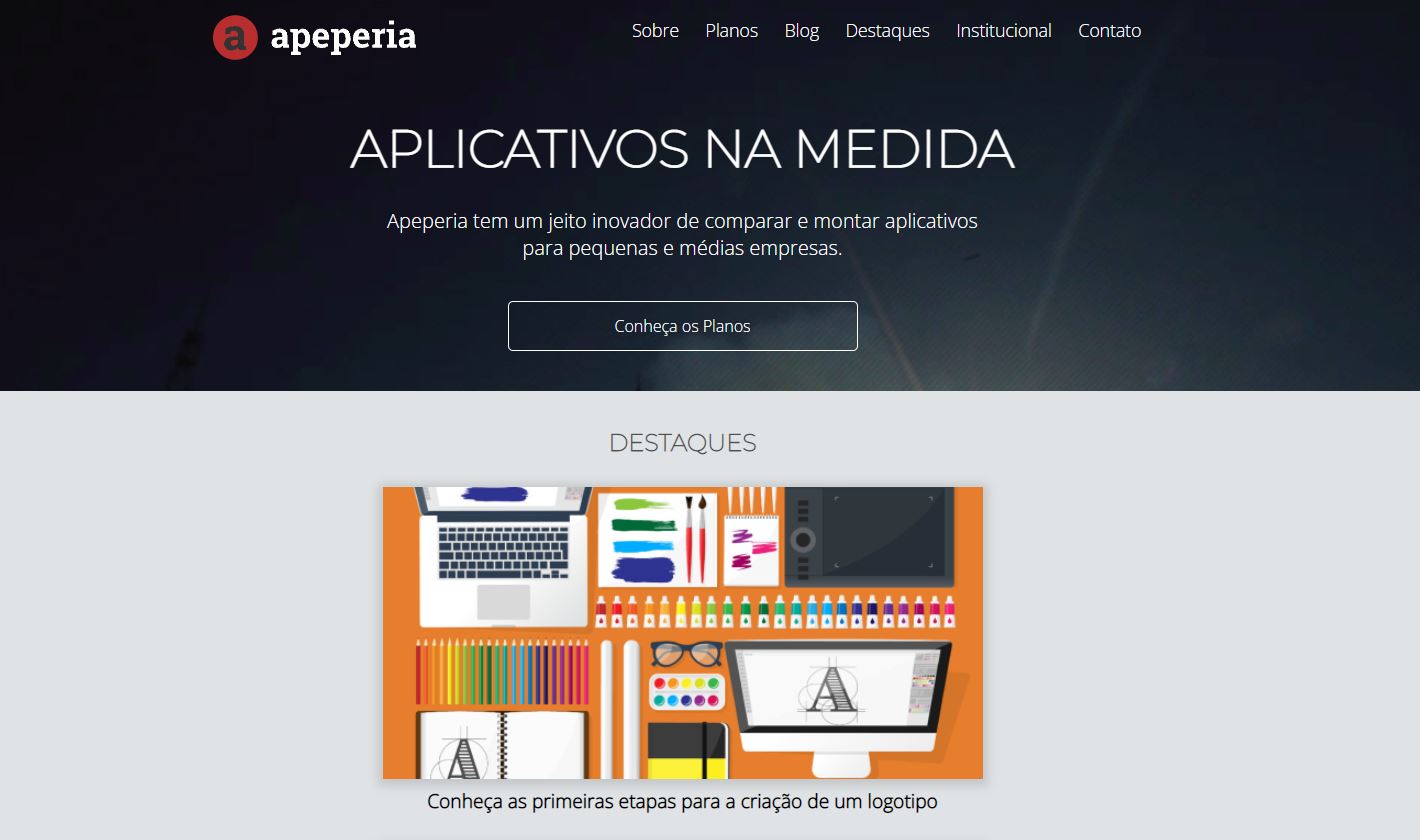 a apeperia
Sobre Planos Blog Destaques Institucional Contato
APLICATIVOS NA MEDIDA
Apeperia tem um jeito inovador de comparar e montar aplicativos
para pequenas e médias empresas.
Conheça os Planos
DESTAQUES
A
A
Conheça as primeiras etapas para a criação de um logotipo